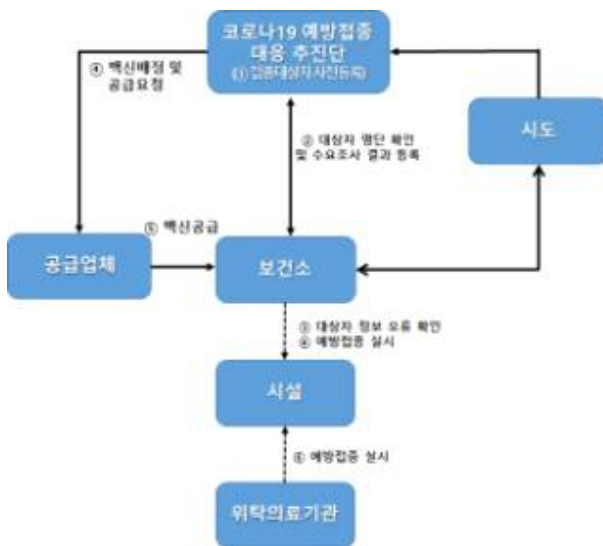 코로나19 예방접종
대응 추진단
(① 접종대상자 사전등록)
④ 백신배정 및
공급요청
② 대상자 명단 확인
및 수요조사 결과 등록
시도
⑤ 백신공급
공급업체
보건소
③ 대상자 정보 오류 확인
⑥ 예방접종 실시
시설
⑥ 예방접종 실시
위탁의료기관